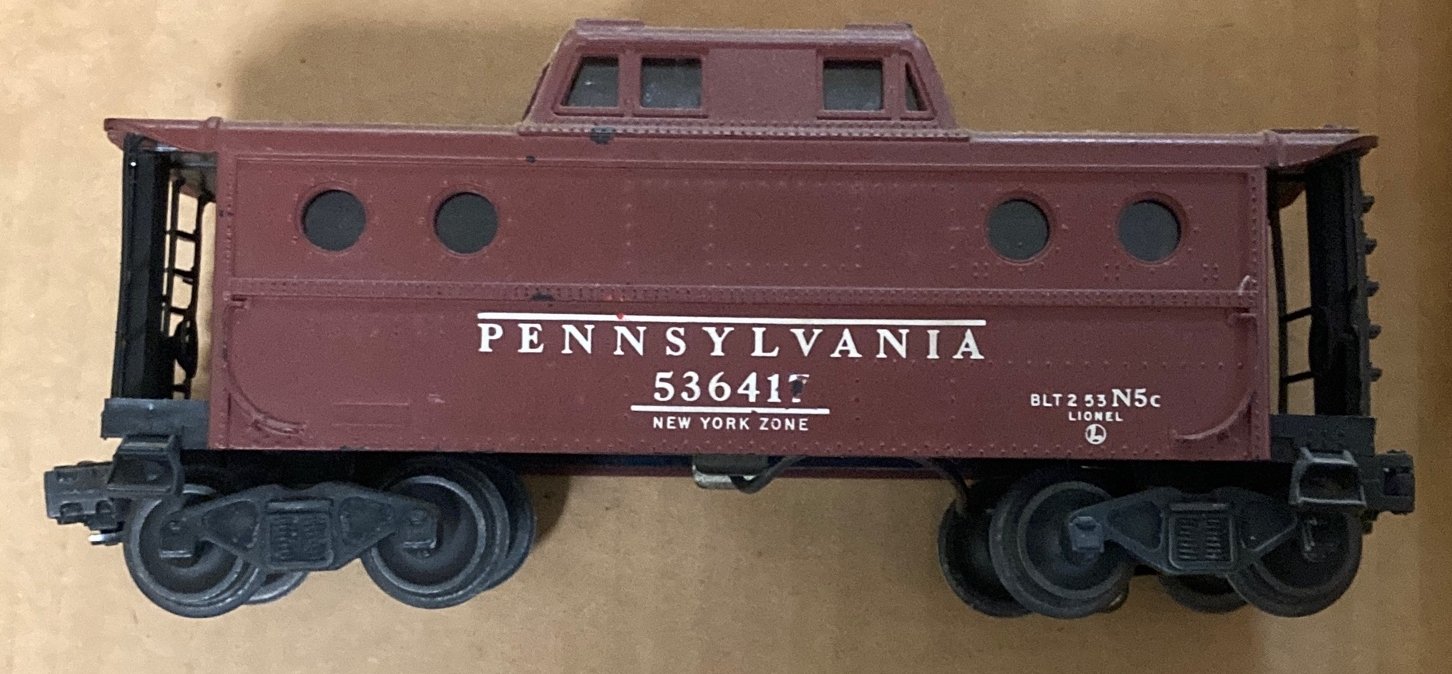 PENNSYLVANIA
536417
NEW YORK ZONE
BLT 2 53 N5c
LIONEL
L